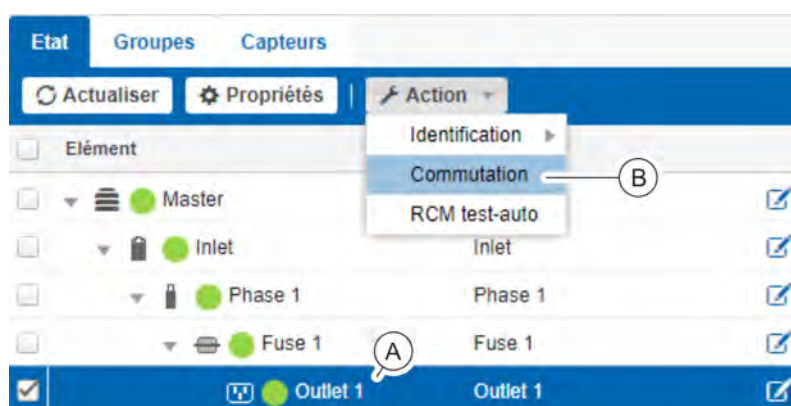 Etat Groupes Capteurs
Actualiser Propriétés | Action
Identification
Elément
Commutation B
Master
RCM test-auto
Inlet Inlet
Phase 1 Phase 1
Fuse 1 A Fuse 1
Outlet 1 Outlet 1